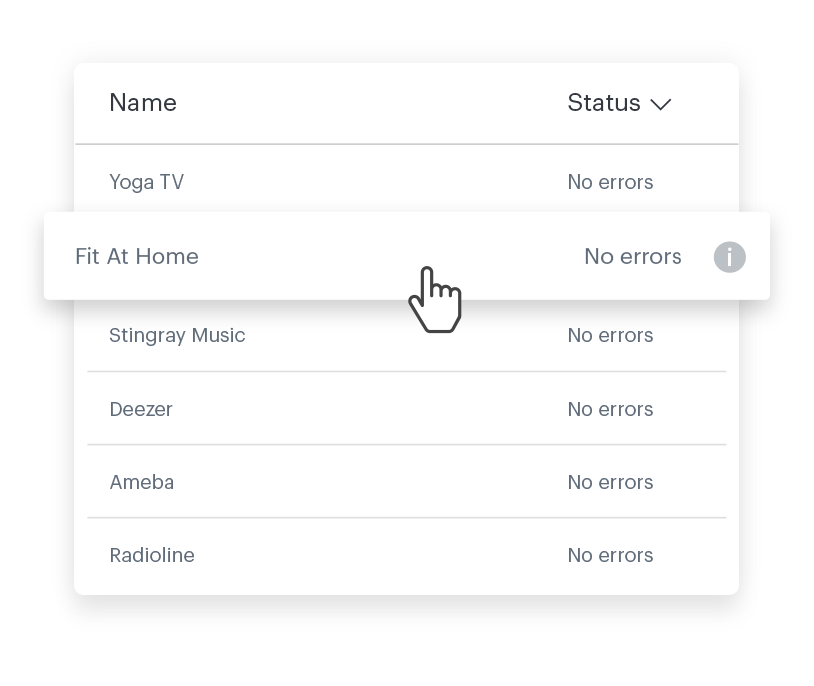 Name Status
Yoga TV No errors
Fit At Home No errors i
Stingray Music No errors
Deezer No errors
Ameba No errors
Radioline No errors